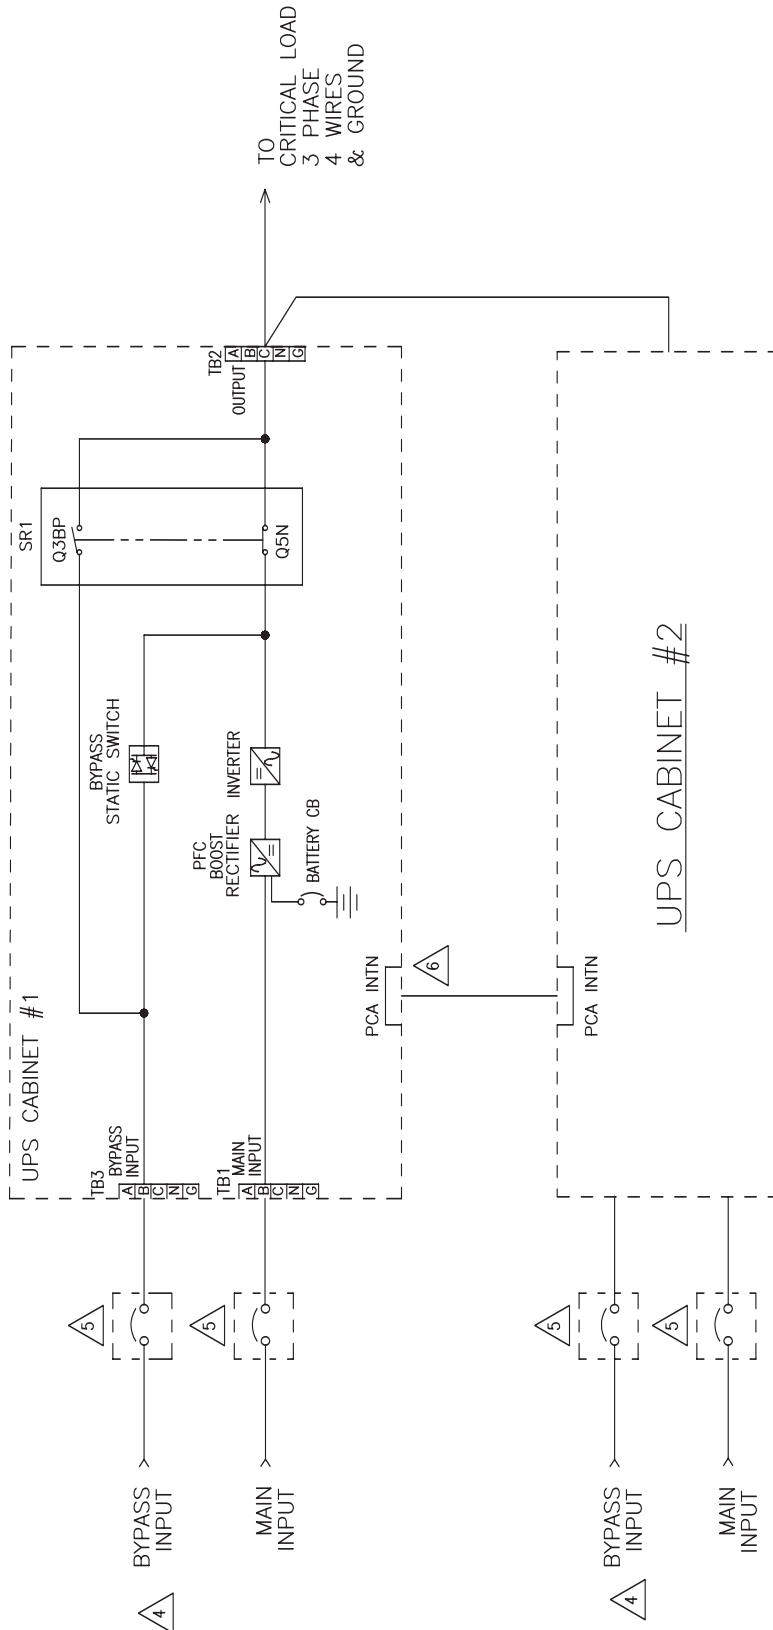 TO
CRITICAL LOAD
3 PHASE
4 WIRES
& GROUND
UPS CABINET #1
SR1
Q3BP
Q5N
TB2
OUTPUT
A
B
C
N
G
BYPASS
STATIC SWITCH
PFC
BOOST
RECTIFIER
INVERTER
BATTERY CB
TB3
BYPASS
INPUT
A
B
C
N
G
TB1
MAIN
INPUT
A
B
C
N
G
PCA INTN
6
PCA INTN
UPS CABINET #2
5
5
5
5
BYPASS
INPUT
4
MAIN
INPUT
BYPASS
INPUT
4
MAIN
INPUT